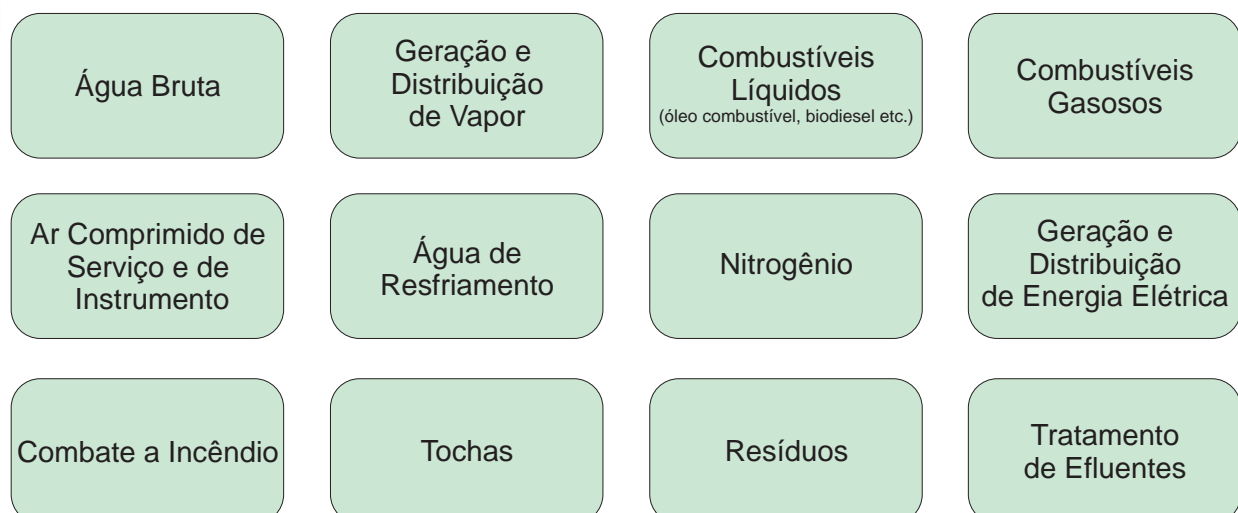 Água Bruta
Geração e
Distribuição
de Vapor
Combustíveis
Líquidos
(óleo combustível, biodiesel etc.)
Combustíveis
Gasosos
Ar Comprimido de
Serviço e de
Instrumento
Água de
Resfriamento
Nitrogênio
Geração e
Distribuição
de Energia Elétrica
Combate a Incêndio
Tochas
Resíduos
Tratamento
de Efluentes